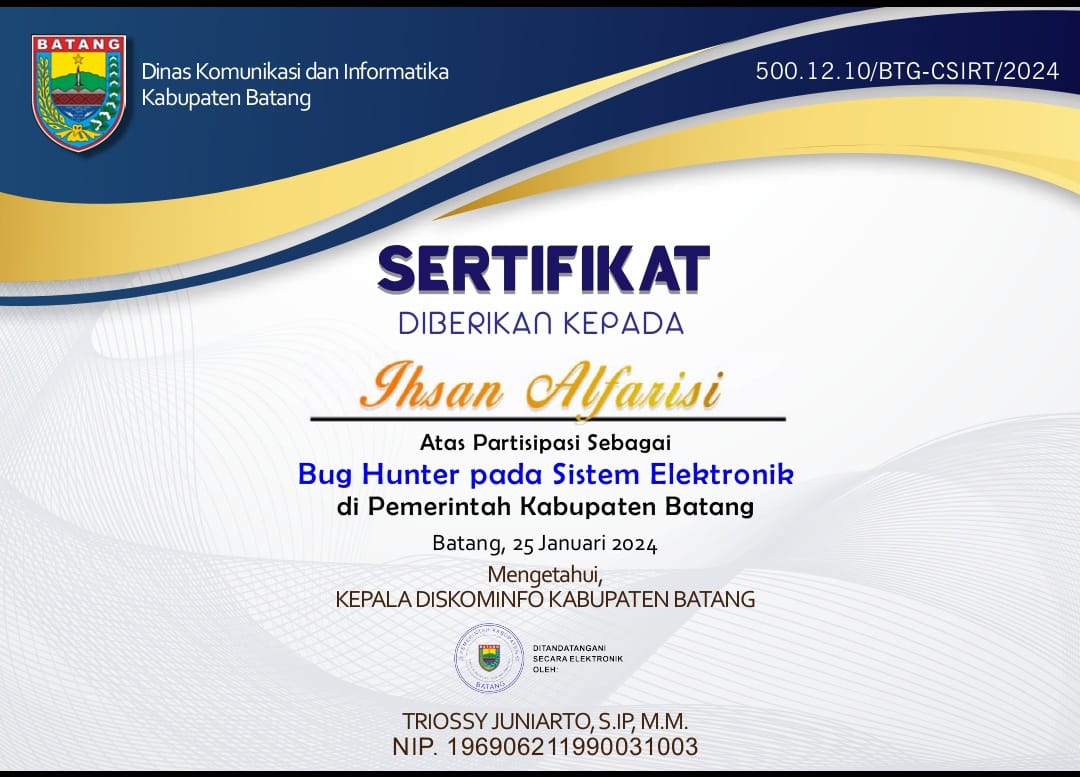 BATANG
Dinas Komunikasi dan Informatika
Kabupaten Batang
500.12.10/BTG-CSIRT/2024
SERTIFIKAT
DIBERIKAN KEPADA
Ihsan Alfarisi
Atas Partisipasi Sebagai
Bug Hunter pada Sistem Elektronik
di Pemerintah Kabupaten Batang
Batang, 25 Januari 2024
Mengetahui,
KEPALA DISKOMINFO KABUPATEN BATANG
PEMERINTAH KABUPATEN
BATANG
DITANDATANGANI
SECARA ELEKTRONIK
OLEH:
TRIOSSY JUNIARTO, S.IP, M.M.
NIP. 196906211990031003